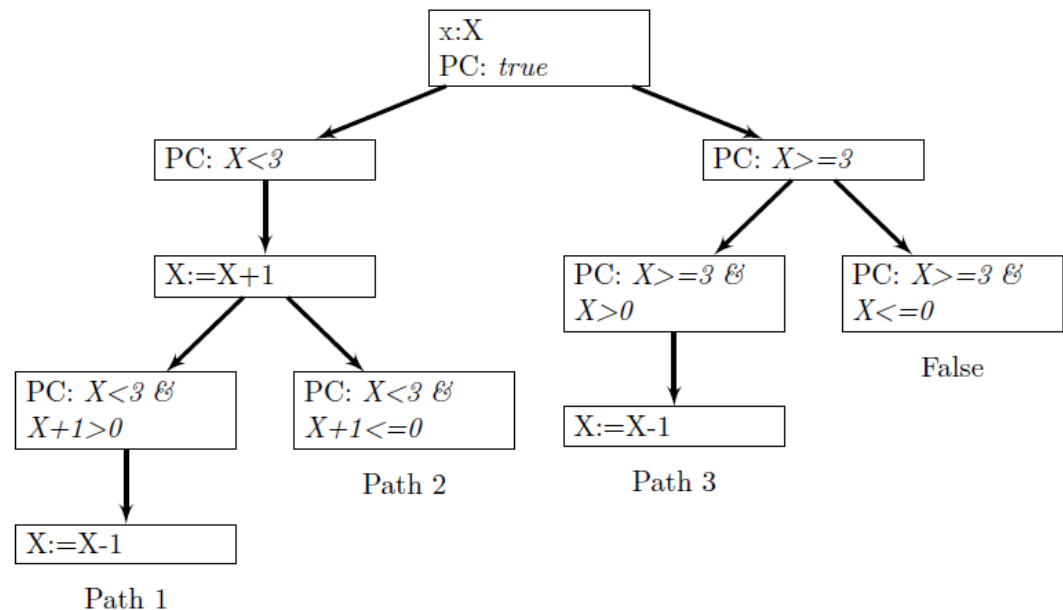 x:X
PC: true
PC: X<3
PC: X>=3
X:=X+1
PC: X>=3 &
X>0
PC: X>=3 &
X<=0
False
PC: X<3 &
X+1>0
PC: X<3 &
X+1<=0
X:=X-1
Path 2
Path 3
X:=X-1
Path 1